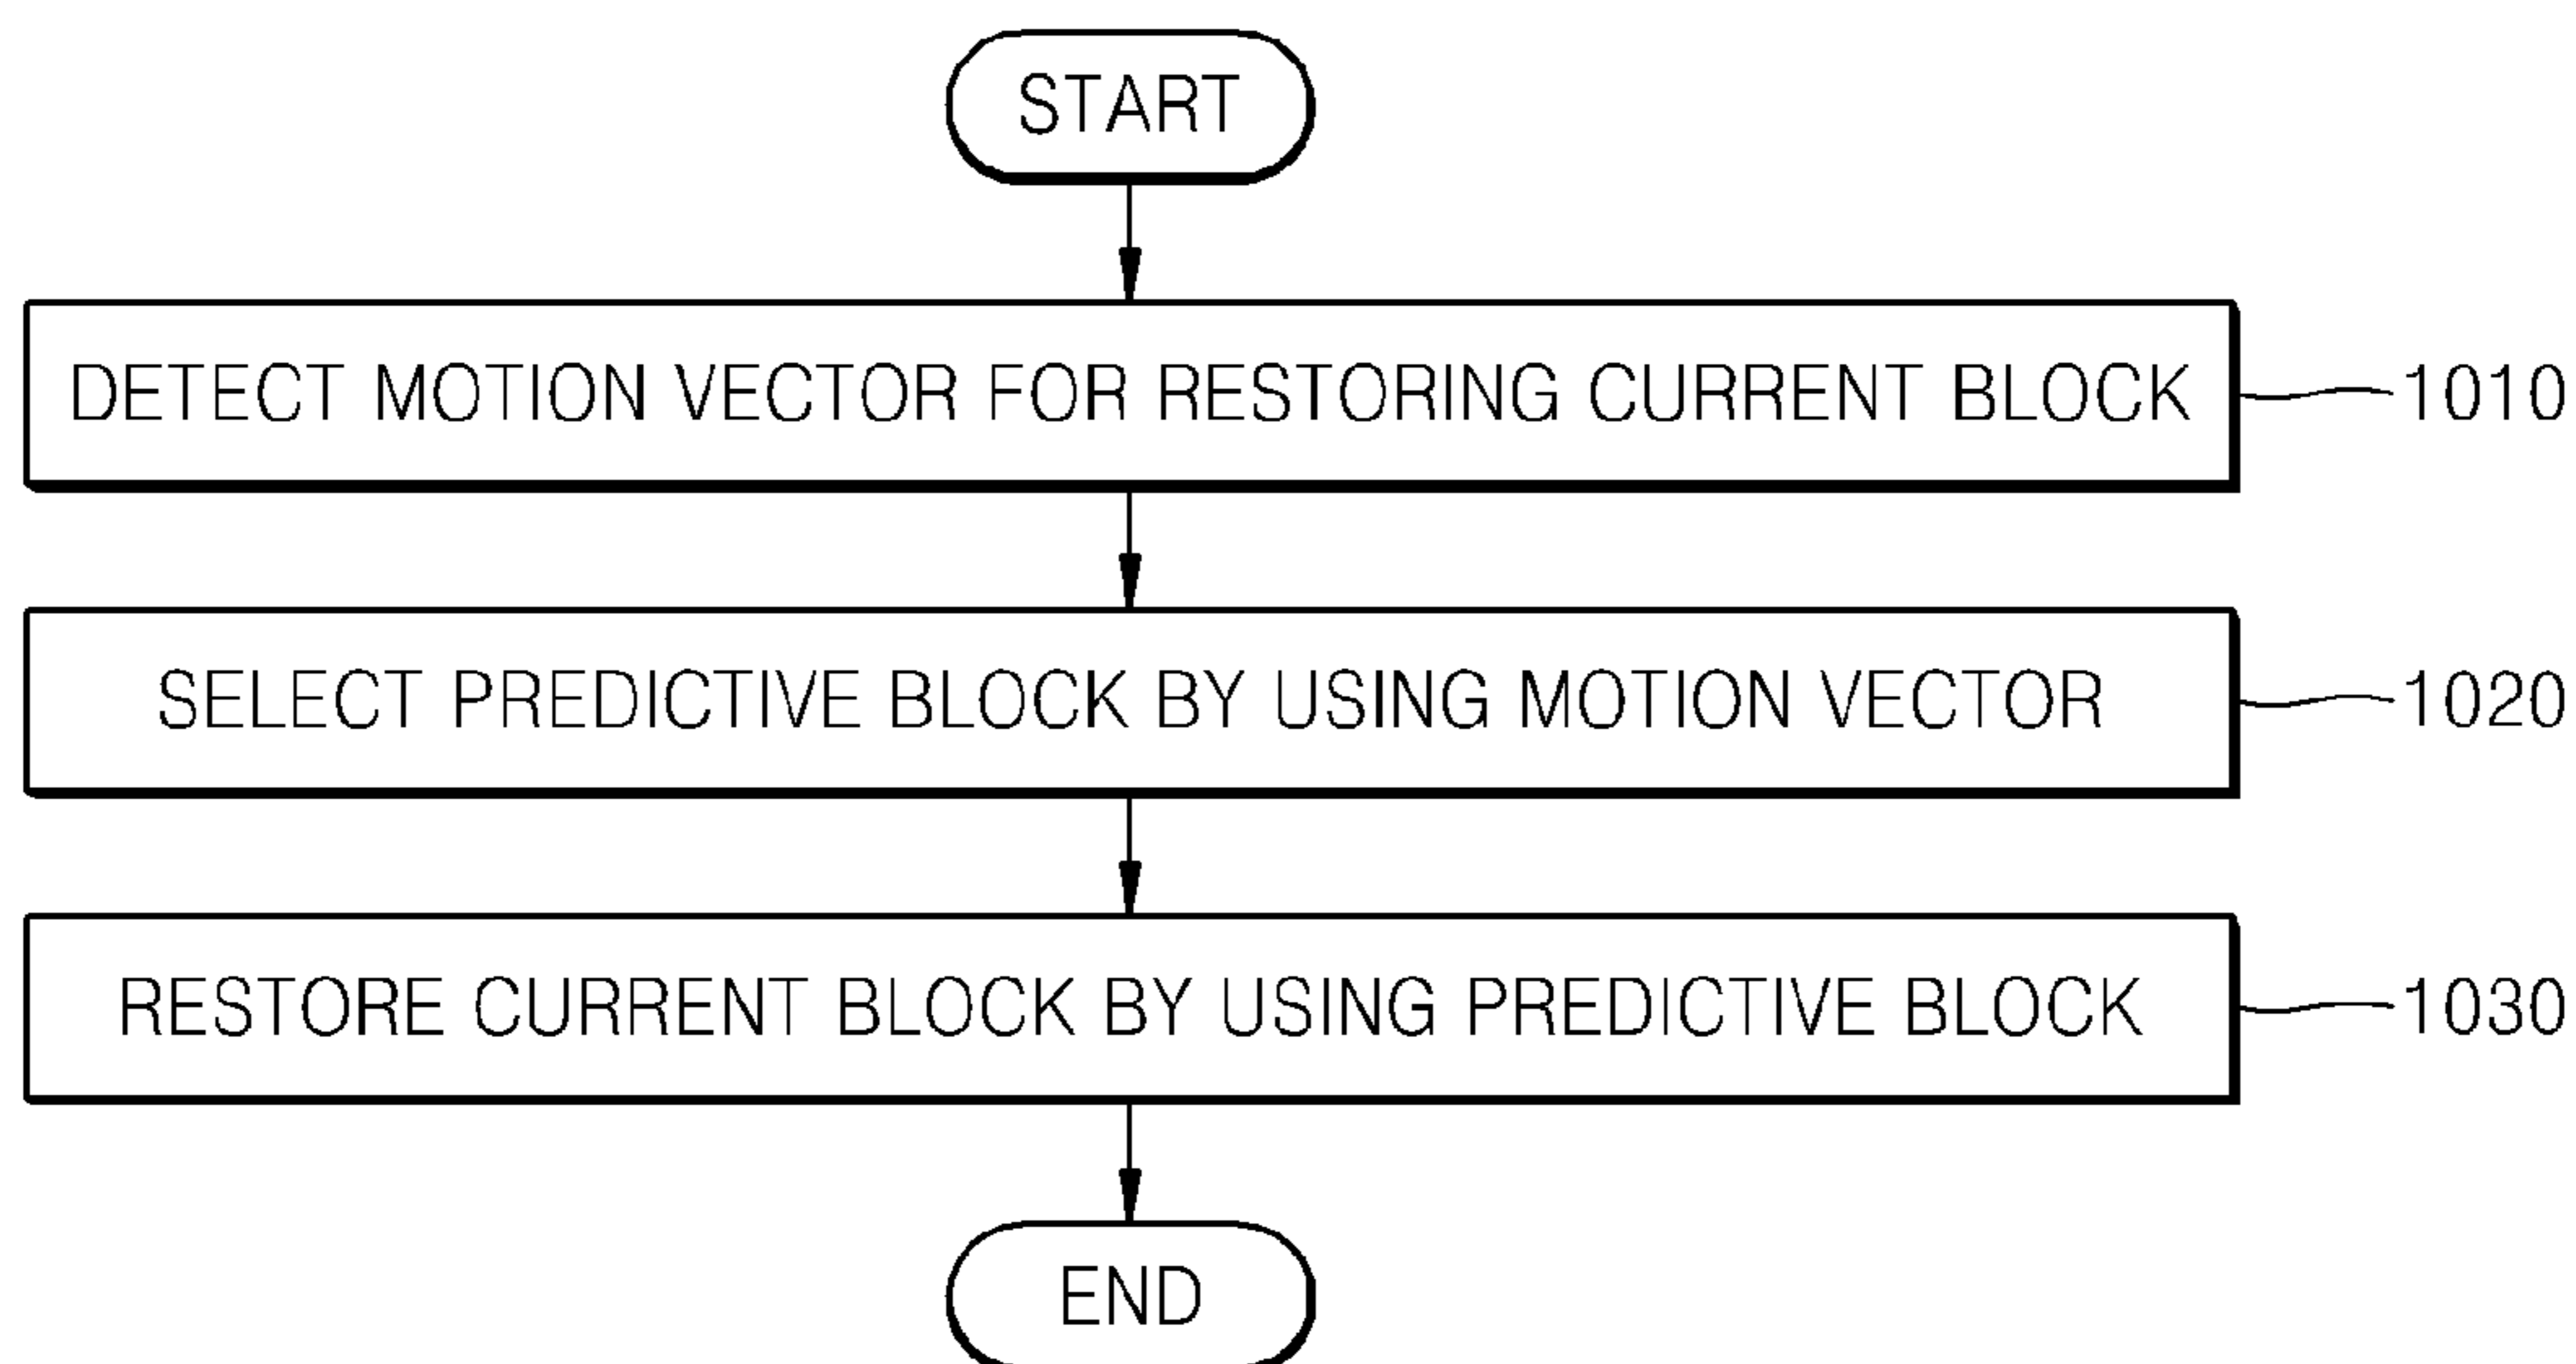 START
DETECT MOTION VECTOR FOR RESTORING CURRENT BLOCK
1010
SELECT PREDICTIVE BLOCK BY USING MOTION VECTOR
1020
RESTORE CURRENT BLOCK BY USING PREDICTIVE BLOCK
1030
END